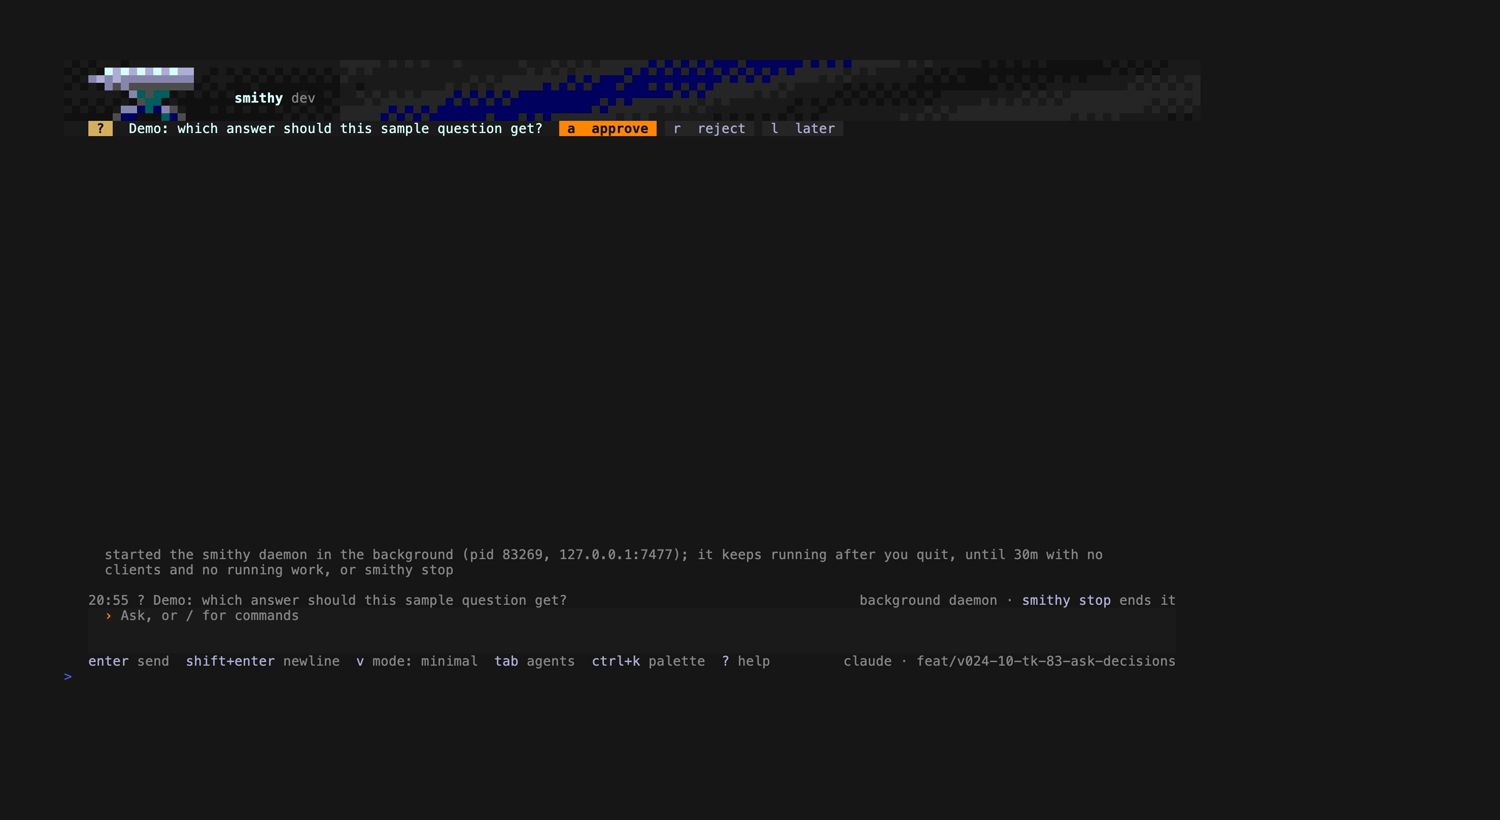 smithy dev
? Demo: which answer should this sample question get? a approve r reject l later
started the smithy daemon in the background (pid 83269, 127.0.0.1:7477); it keeps running after you quit, until 30m with no
clients and no running work, or smithy stop
20:55 ? Demo: which answer should this sample question get? background daemon · smithy stop ends it
› Ask, or / for commands
enter send shift+enter newline v mode: minimal tab agents ctrl+k palette ? help claude · feat/v024-10-tk-83-ask-decisions
>